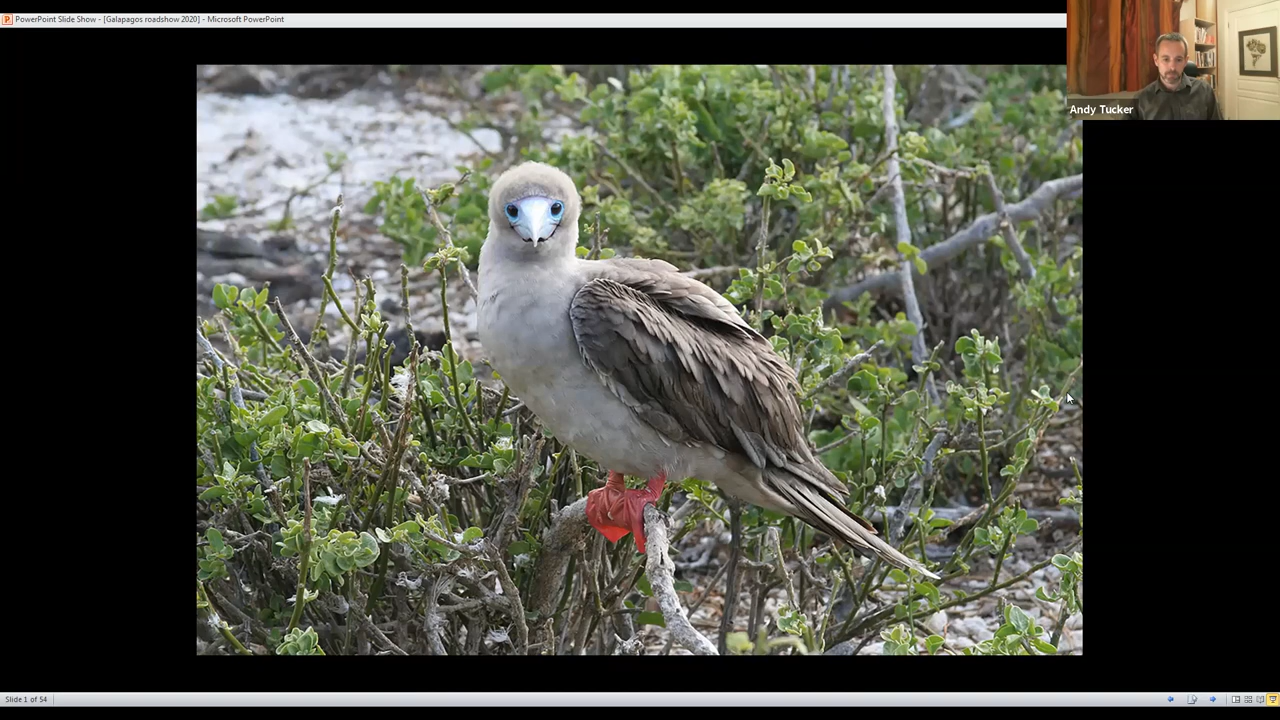 PowerPoint Slide Show - [Galapagos roadshow 2020] - Microsoft PowerPoint
Andy Tucker
Slide 1 of 54